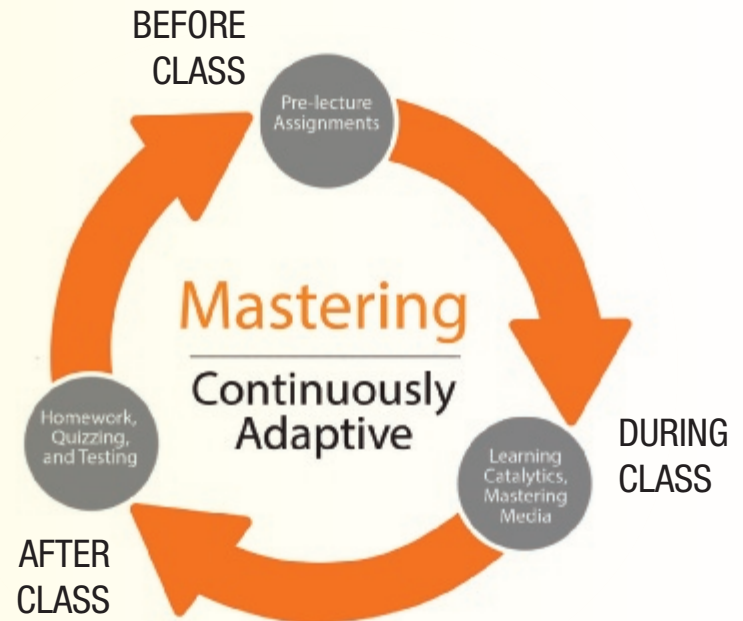 BEFORE
CLASS
Pre-lecture
Assignments
Mastering
Continuously
Adaptive
DURING
CLASS
Learning
Catalytics,
Mastering
Media
Homework,
Quizzing,
and Testing
AFTER
CLASS